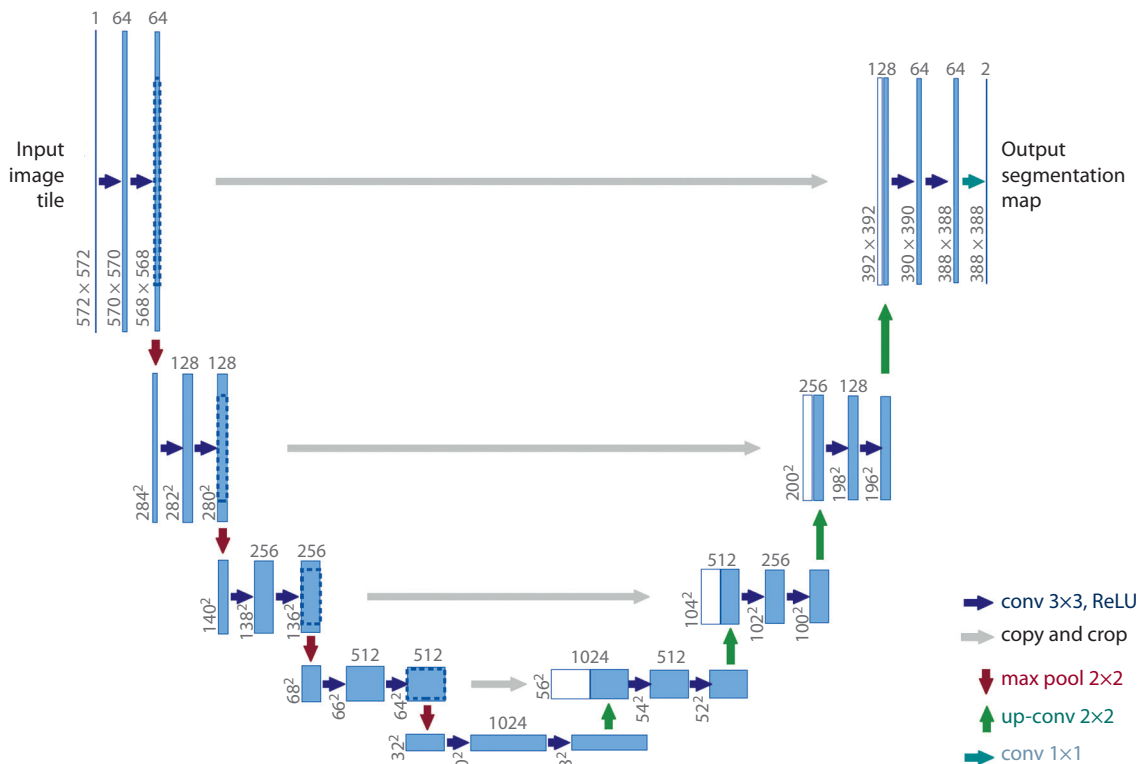 1 64 64
128 64 64 2
Input
image
tile
Output
segmentation
map
572 × 572
570 × 570
568 × 568
392 × 392
390 × 390
388 × 388
388 × 388
128 128
256 128
284²
282²
280²
200²
198²
196²
256 256
512 256
140²
138²
136²
104²
102²
100²
512 512
1024 512
68²
66²
64²
56²
54²
52²
1024
32²
conv 3×3, ReLU
copy and crop
max pool 2×2
up-conv 2×2
conv 1×1